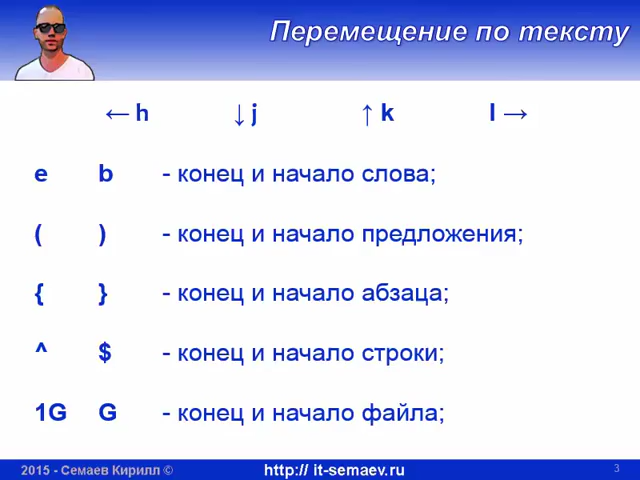 Перемещение по тексту
← h ↓ j ↑ k l →
e b - конец и начало слова;
( ) - конец и начало предложения;
{ } - конец и начало абзаца;
^ $ - конец и начало строки;
1G G - конец и начало файла;
2015 - Семаев Кирилл © http:// it-semaev.ru 3